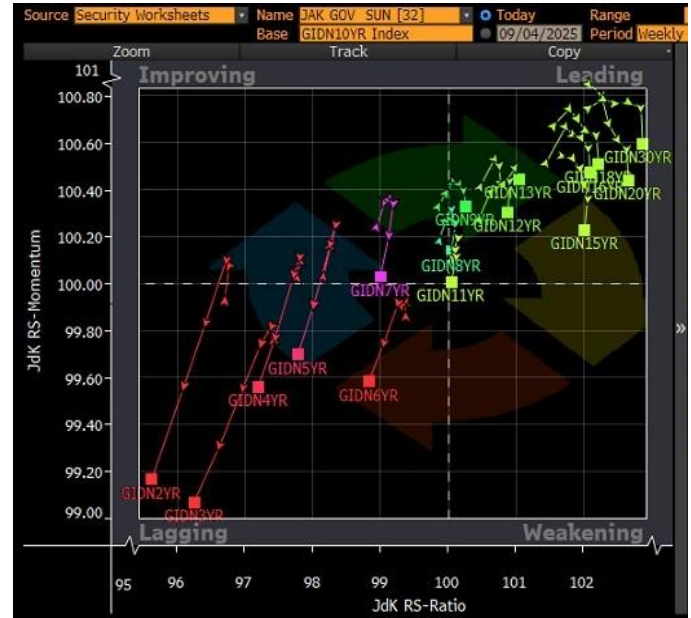 Source Security Worksheets Name JAK GOV SUN [32] Today Range
Base GIDN10YR Index 09/04/2025 Period Weekly
Zoom Track Copy
101 Improving Leading
100.80
100.60
GIDN30YR
GIDN18YR
100.40 GIDN13YR GIDN20YR
GIDN9YR GIDN12YR
100.20 GIDN15YR
GIDN8YR
100.00 GIDN7YR GIDN11YR
99.80
GIDN5YR
99.60
GIDN4YR GIDN6YR
99.40
99.20
GIDN2YR
99.00 GIDN3YR
Lagging Weakening
95 96 97 98 99 100 101 102
JdK RS-Momentum
JdK RS-Ratio
»